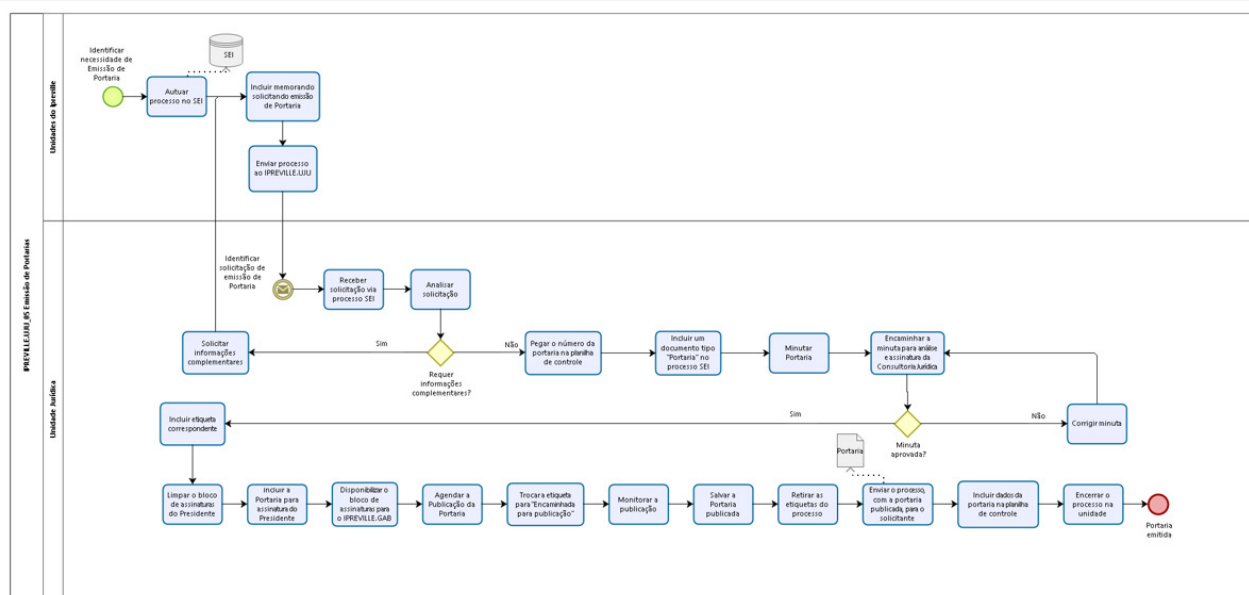 IPREVILLE.UJU_05 Emissão de Portarias
Unidades do Ipreville
Identificar
necessidade de
Emissão de
Portaria
SEI
Autuar
processo no SEI
Incluir memorando
solicitando emissão
de Portaria
Enviar processo
ao IPREVILLE.UJU
Unidade Jurídica
Identificar
solicitação de
emissão de
Portaria
Receber
solicitação via
processo SEI
Analisar
solicitação
Solicitar
informações
complementares
Sim
Requer
informações
complementares?
Não
Pegar o número da
portaria na planilha
de controle
Incluir um
documento tipo
"Portaria" no
processo SEI
Minutar
Portaria
Encaminhar a
minuta para análise
e assinatura da
Consultoria Jurídica
Incluir etiqueta
correspondente
Sim
Minuta
aprovada?
Não
Corrigir minuta
Portaria
Limpar o bloco
de assinaturas
do Presidente
Incluir a
Portaria para
assinatura do
Presidente
Disponibilizar o
bloco de
assinaturas para
o IPREVILLE.GAB
Agendar a
Publicação da
Portaria
Trocar a etiqueta
para "Encaminhada
para publicação"
Monitorar a
publicação
Salvar a
Portaria
publicada
Retirar as
etiquetas do
processo
Enviar o processo,
com a portaria
publicada, para o
solicitante
Incluir dados da
portaria na planilha
de controle
Encerrar o
processo na
unidade
Portaria
emitida